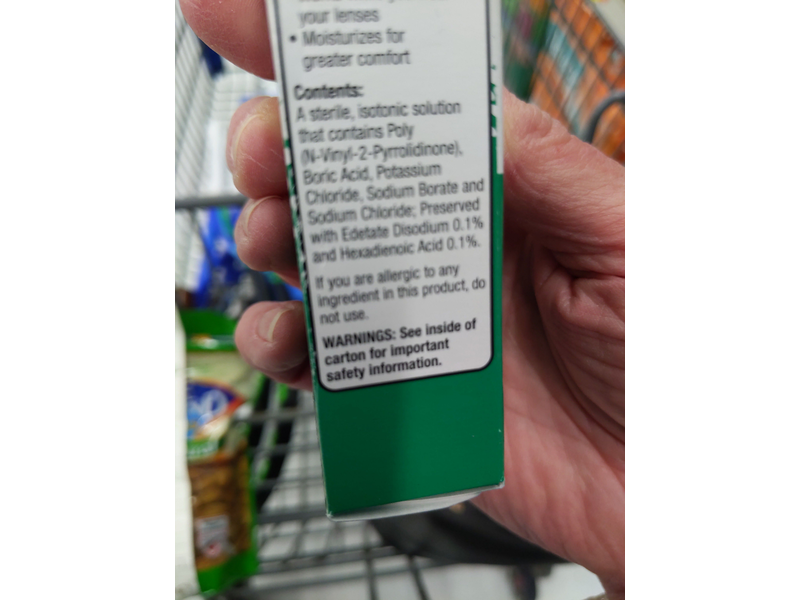 your lenses
• Moisturizes for
greater comfort
Contents:
A sterile, isotonic solution
that contains Poly
(N-Vinyl-2-Pyrrolidinone),
Boric Acid, Potassium
Chloride, Sodium Borate and
Sodium Chloride; Preserved
with Edetate Disodium 0.1%
and Hexadienoic Acid 0.1%.
If you are allergic to any
ingredient in this product, do
not use.
WARNINGS: See inside of
carton for important
safety information.